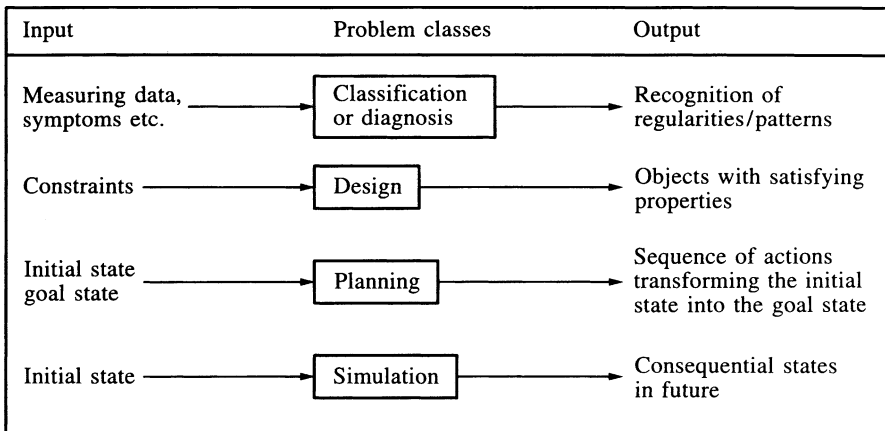 Input Problem classes Output
Measuring data,
symptoms etc.
Classification
or diagnosis
Recognition of
regularities/patterns
Constraints
Design
Objects with satisfying
properties
Initial state
goal state
Planning
Sequence of actions
transforming the initial
state into the goal state
Initial state
Simulation
Consequential states
in future